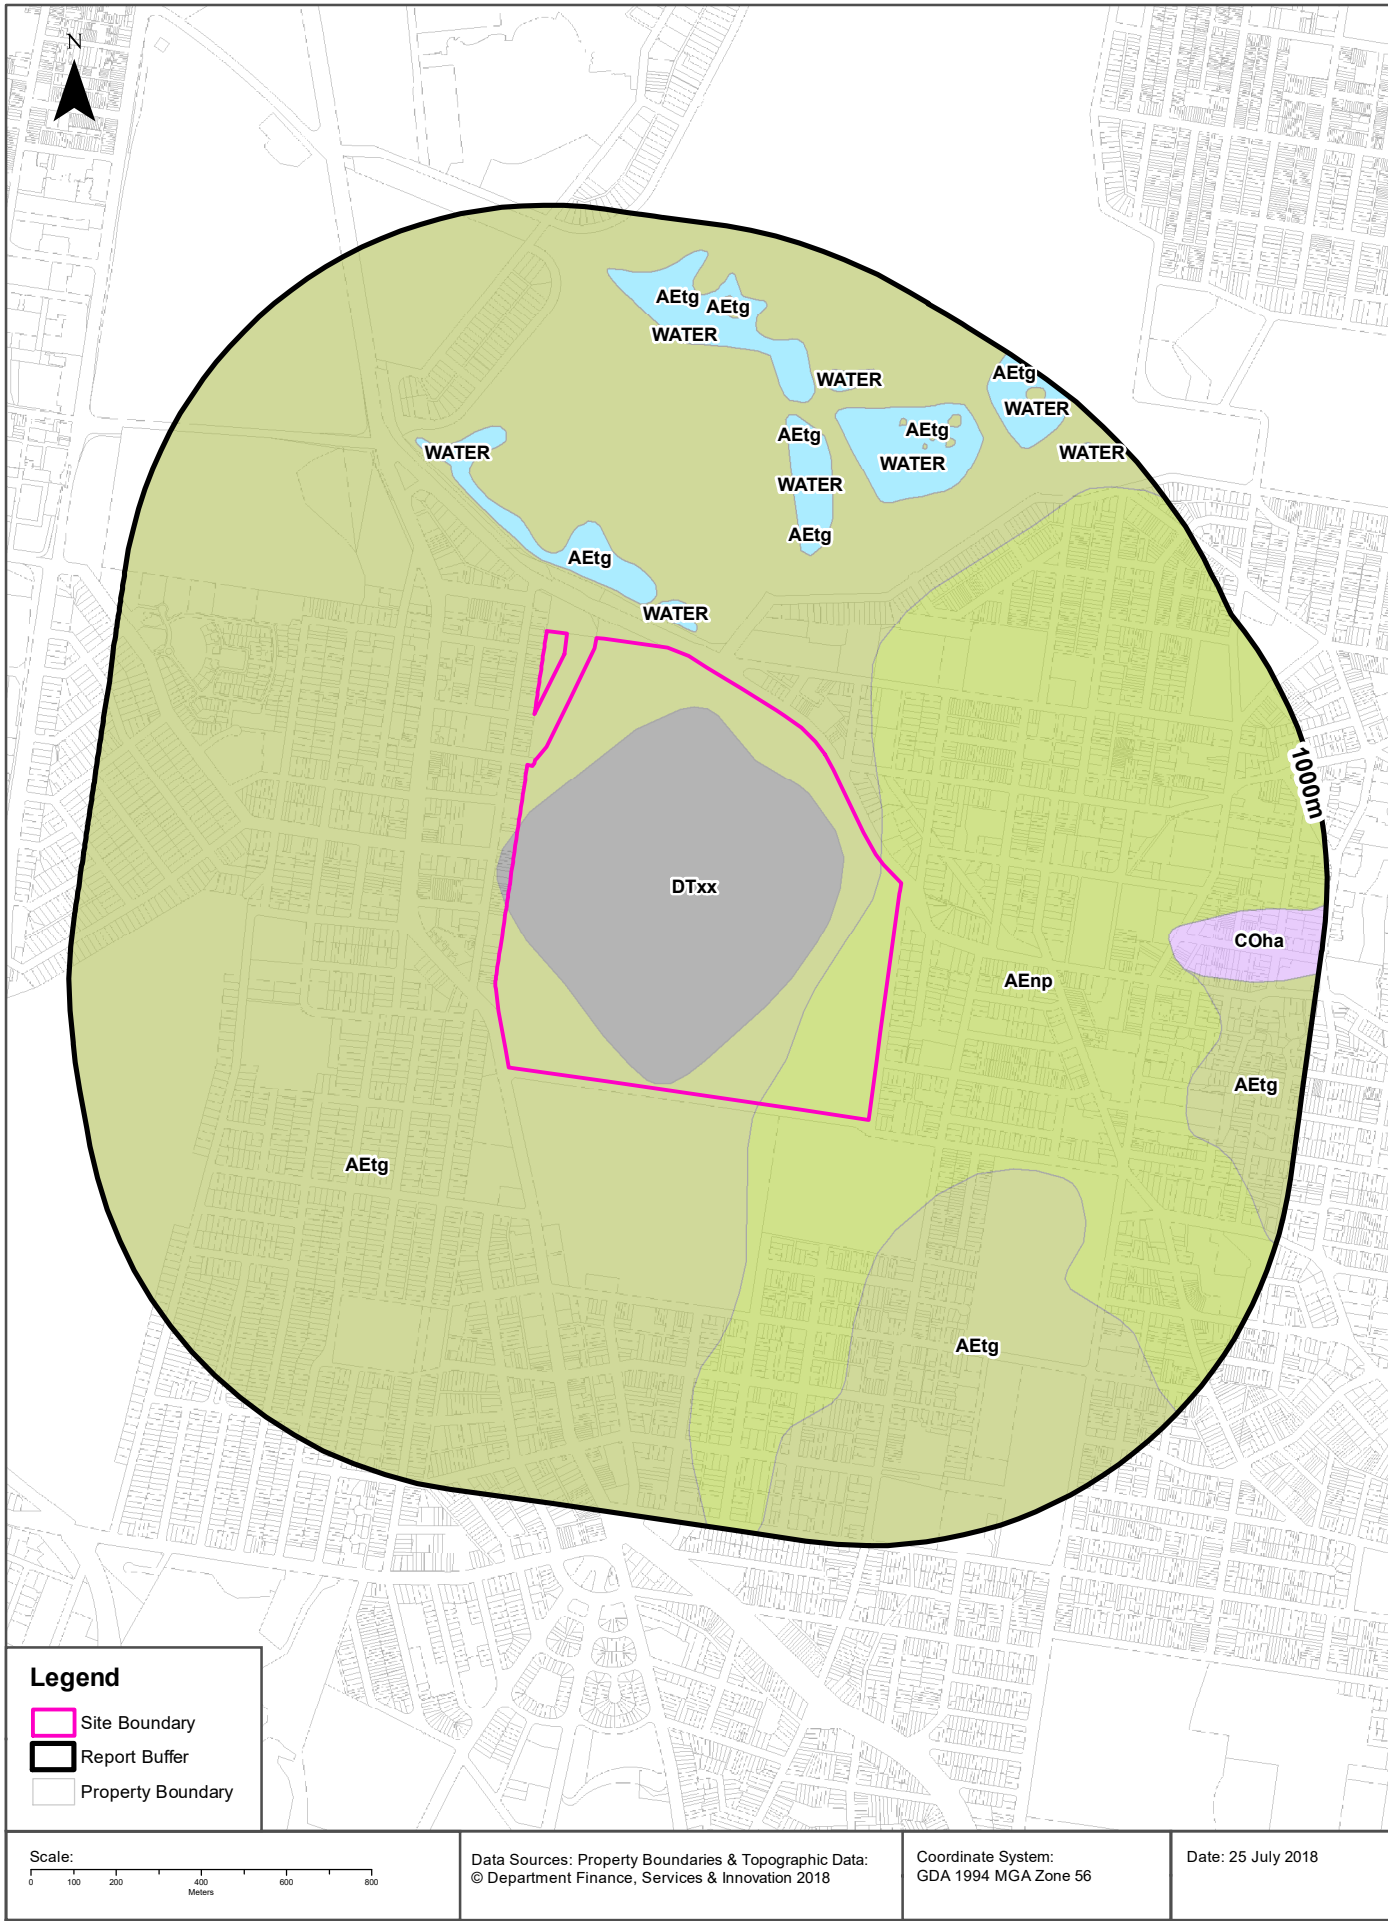 N
AEtg
AEtg
WATER
WATER
AEtg
WATER
AEtg
WATER
AEtg
WATER
WATER
AEtg
WATER
WATER
AEtg
AEtg
WATER
1000m
DTxx
COha
AEnp
AEtg
AEtg
AEtg
Legend
Site Boundary
Report Buffer
Property Boundary
Scale:
0 100 200 400 600 800
Meters
Data Sources: Property Boundaries & Topographic Data:
© Department Finance, Services & Innovation 2018
Coordinate System:
GDA 1994 MGA Zone 56
Date: 25 July 2018